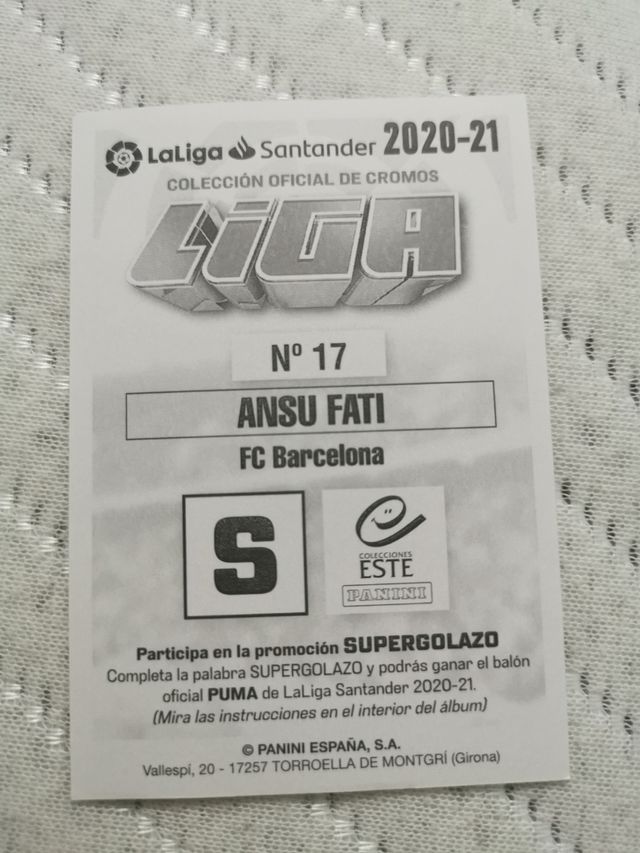 LaLiga Santander 2020-21
COLECCIÓN OFICIAL DE CROMOS
LiGA
Nº 17
ANSU FATI
FC Barcelona
S
COLECCIONES
ESTE
PANINI
Participa en la promoción SUPERGOLAZO
Completa la palabra SUPERGOLAZO y podrás ganar el balón
oficial PUMA de LaLiga Santander 2020-21.
(Mira las instrucciones en el interior del álbum)
© PANINI ESPAÑA, S.A.
Vallespí, 20 - 17257 TORROELLA DE MONTGRÍ (Girona)